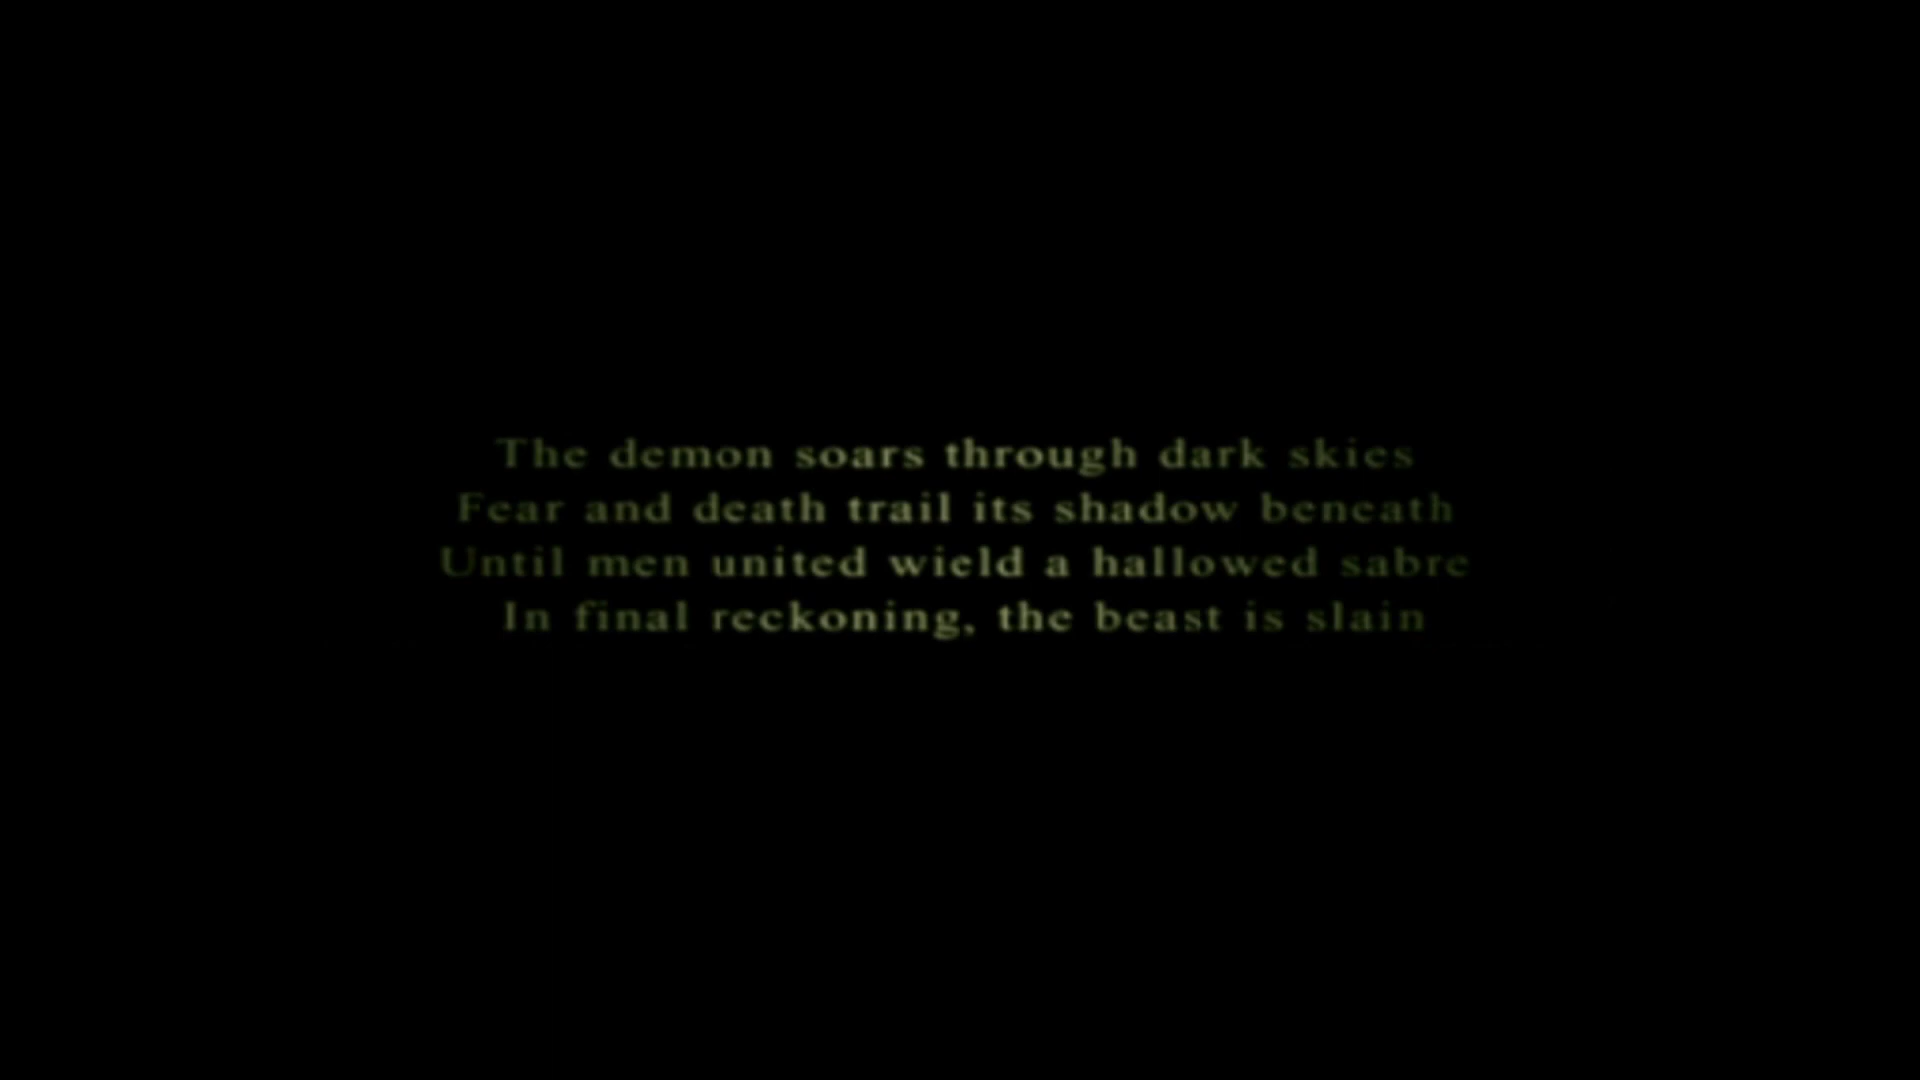 The demon soars through dark skies
Fear and death trail its shadow beneath
Until men united wield a hallowed sabre
In final reckoning, the beast is slain